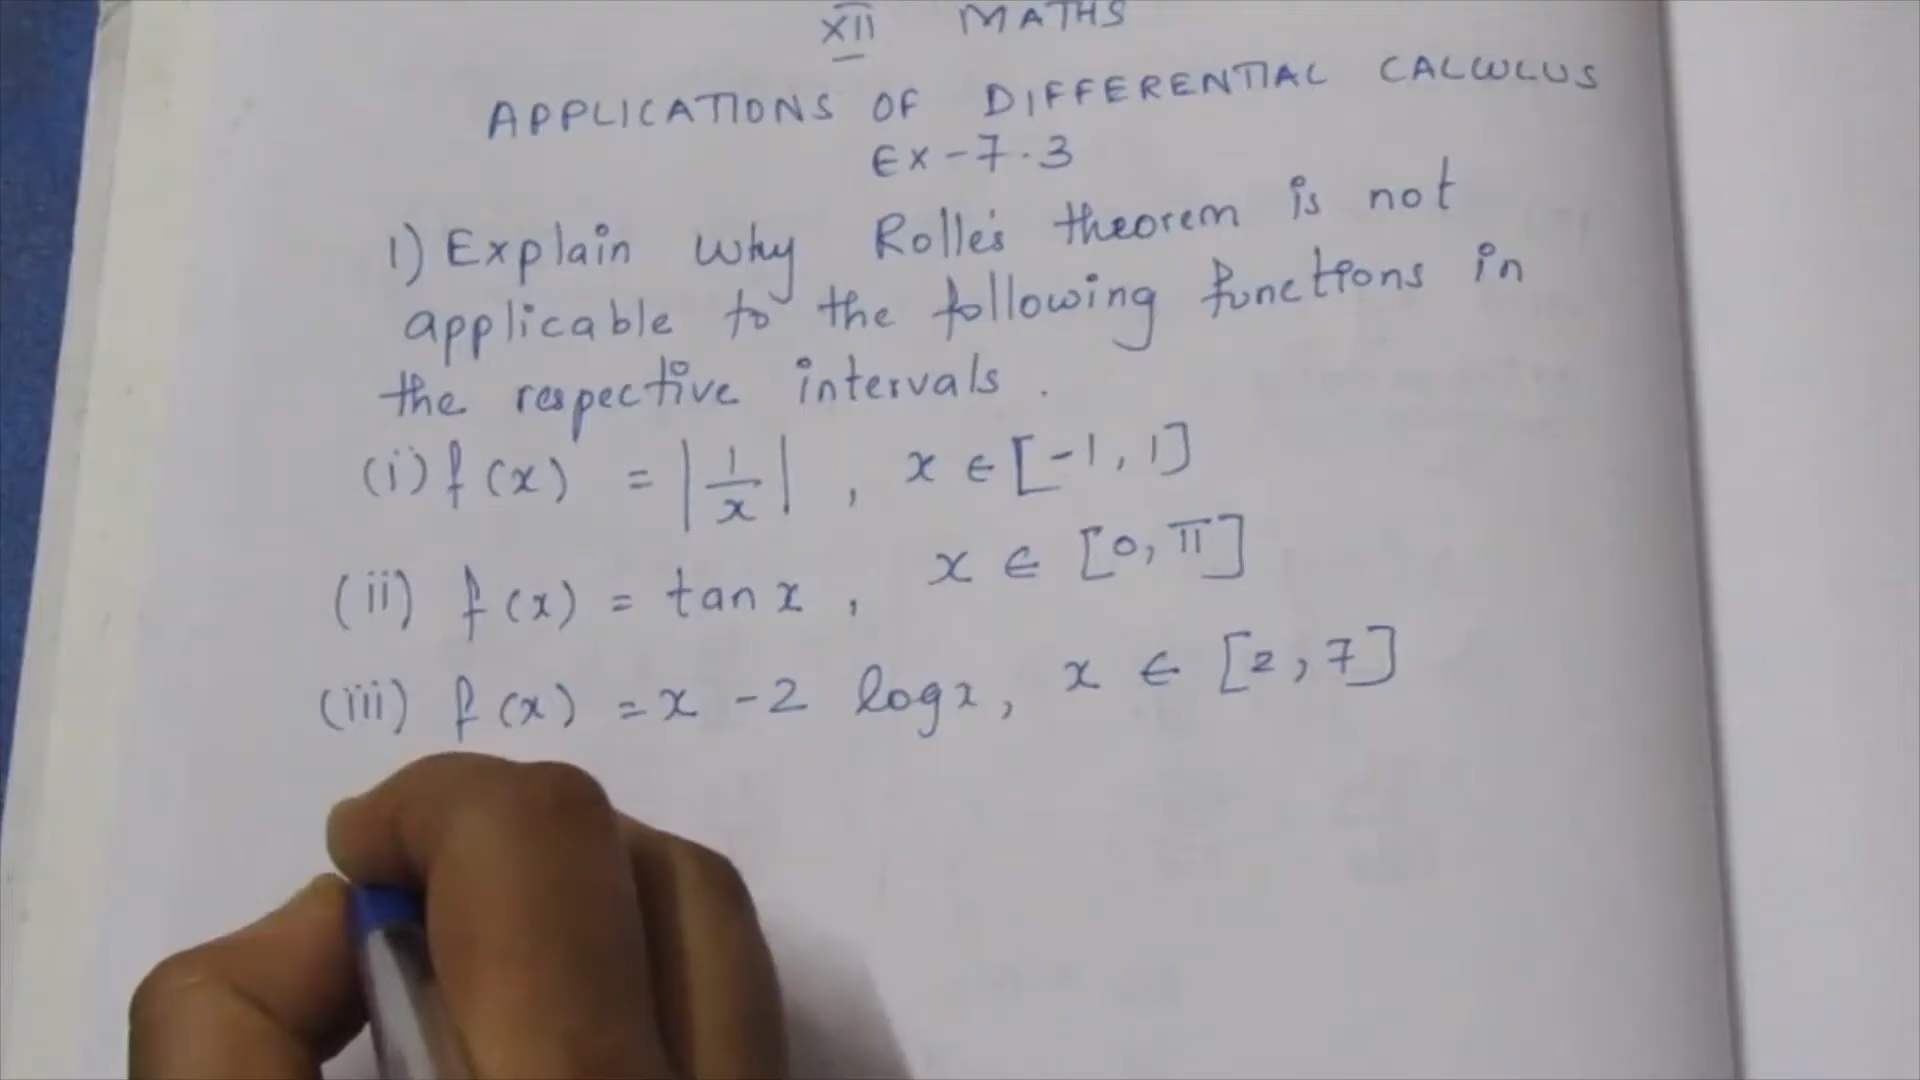 XII MATHS
APPLICATIONS OF DIFFERENTIAL CALCULUS
Ex-7.3
1) Explain why Rolle's theorem is not
applicable to the following functions in
the respective intervals.
(i) f(x) = |1/x|, x ∈ [-1, 1]
(ii) f(x) = tan x, x ∈ [0, π]
(iii) f(x) = x - 2 log x, x ∈ [2, 7]